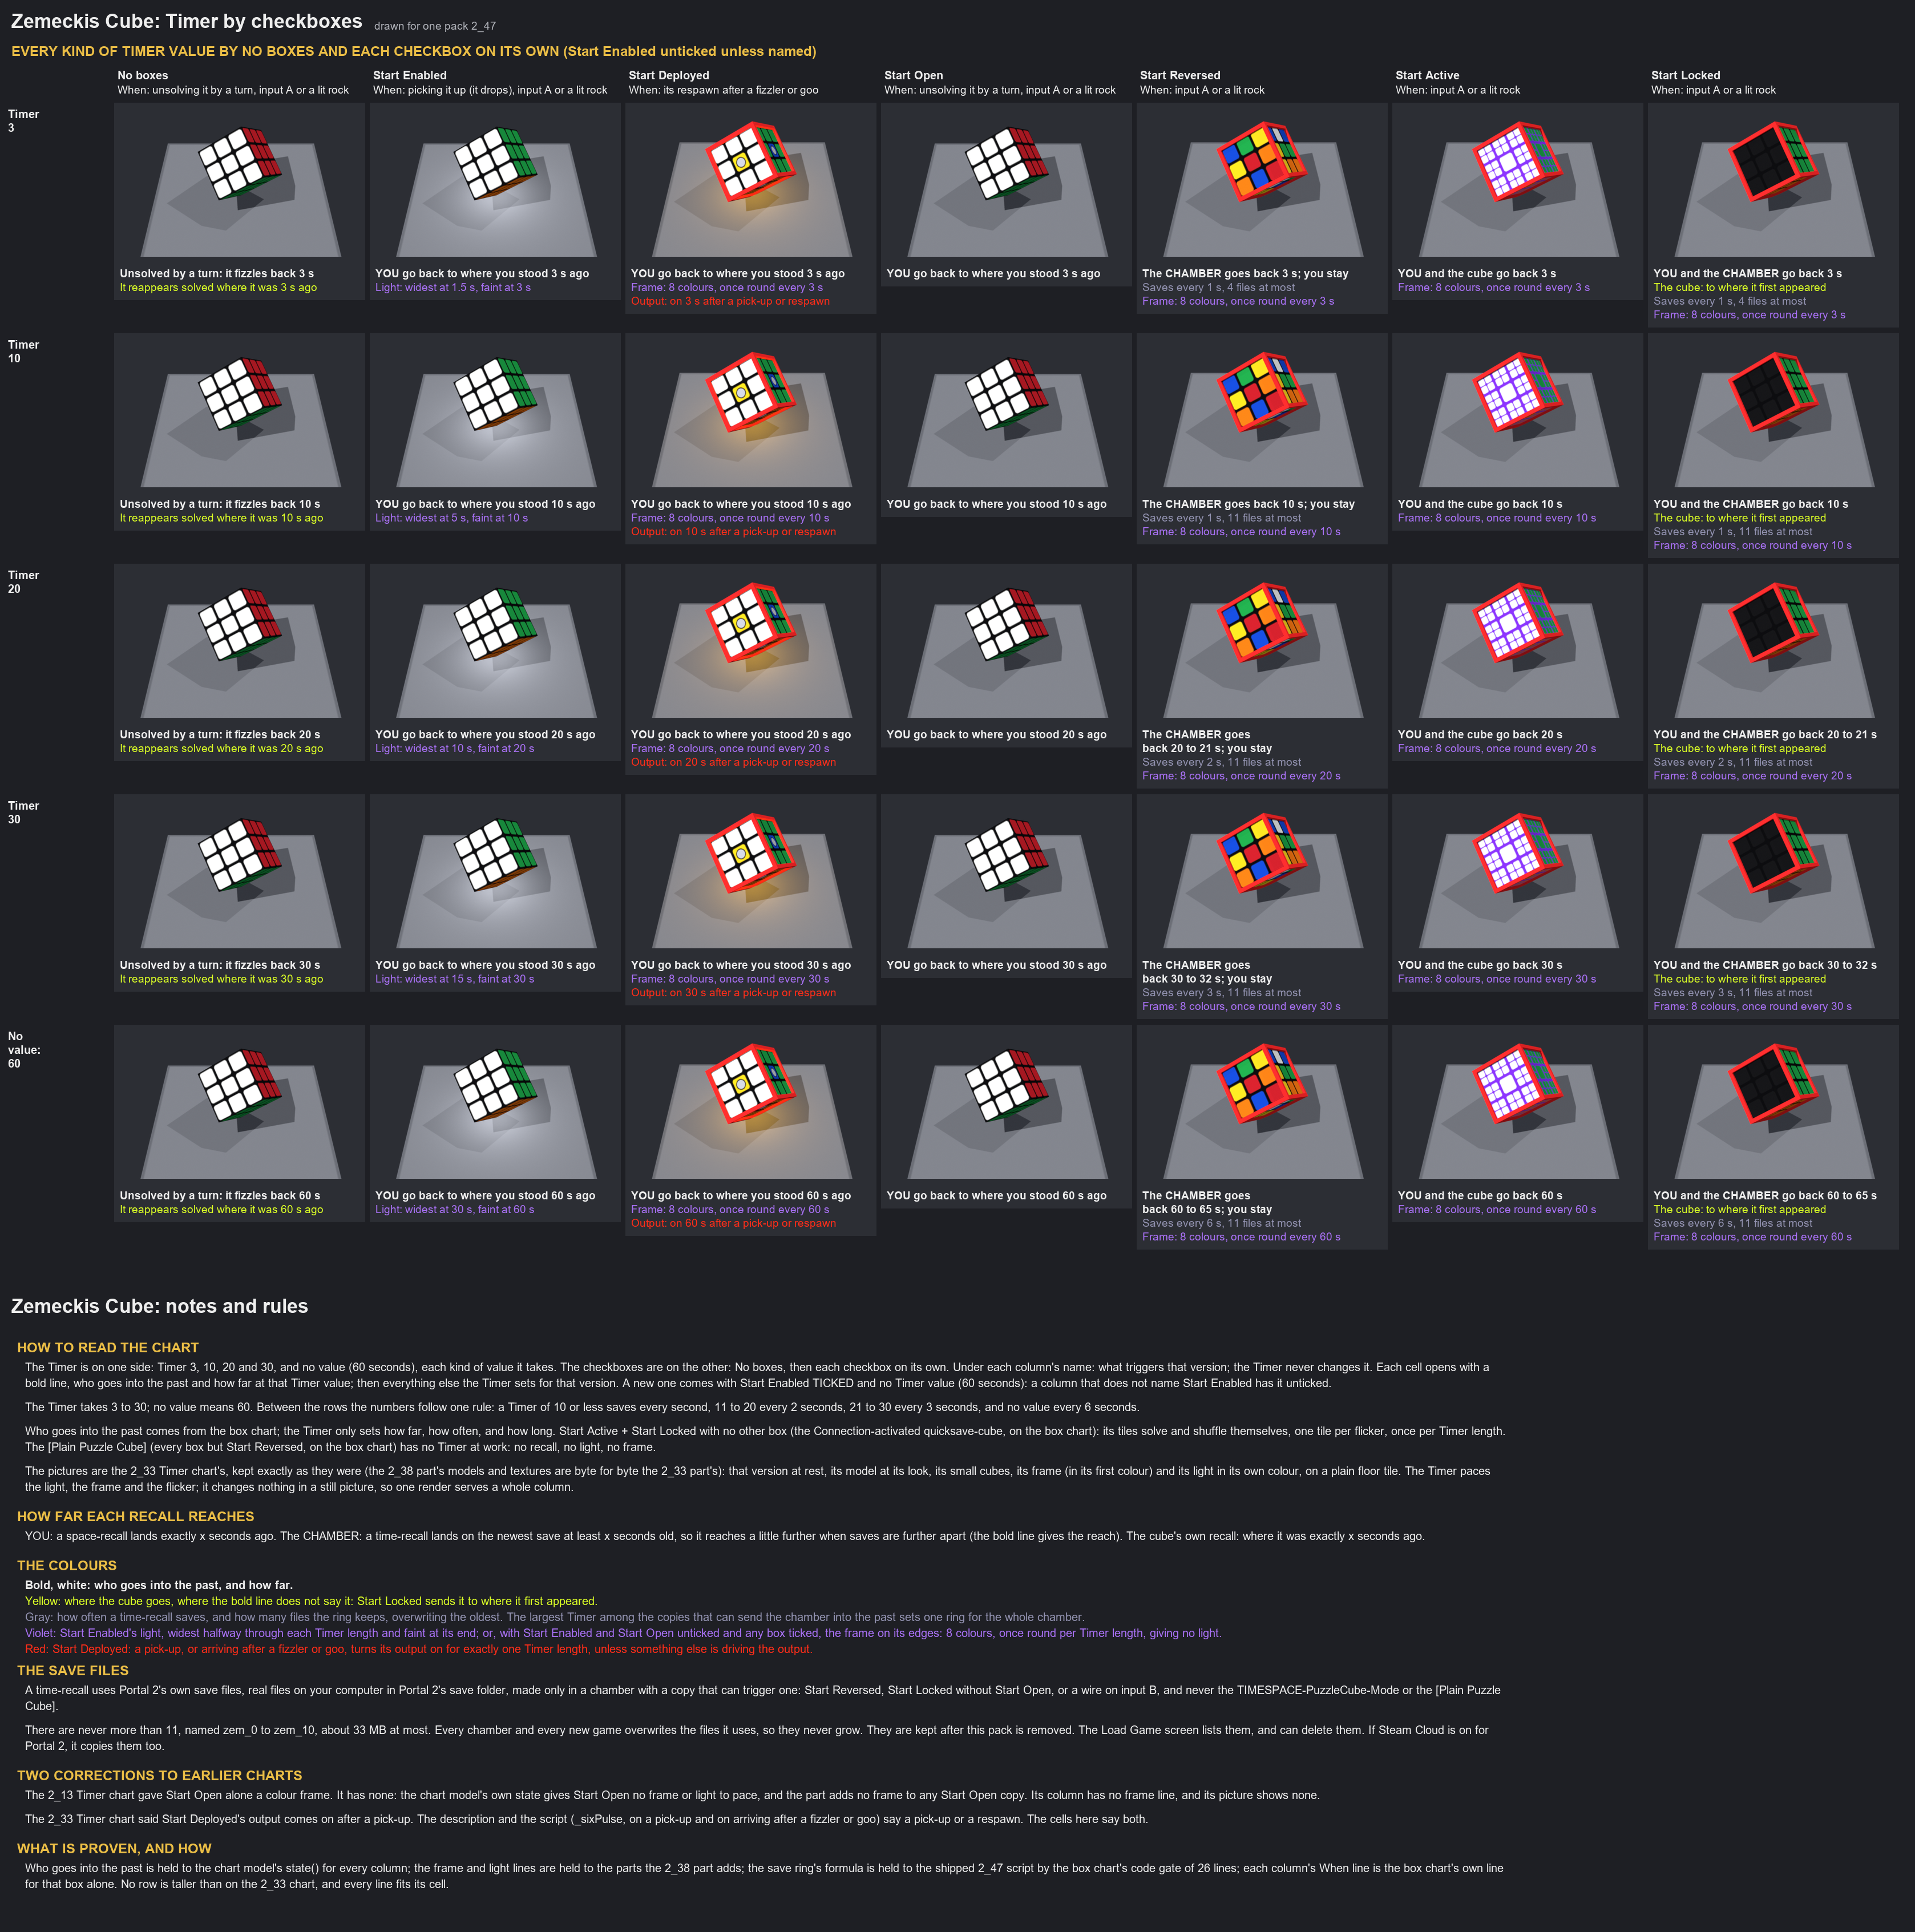 Zemeckis Cube: Timer by checkboxes drawn for one pack 2_47
EVERY KIND OF TIMER VALUE BY NO BOXES AND EACH CHECKBOX ON ITS OWN (Start Enabled unticked unless named)
No boxes
When: unsolving it by a turn, input A or a lit rock
Start Enabled
When: picking it up (it drops), input A or a lit rock
Start Deployed
When: its respawn after a fizzler or goo
Start Open
When: unsolving it by a turn, input A or a lit rock
Start Reversed
When: input A or a lit rock
Start Active
When: input A or a lit rock
Start Locked
When: input A or a lit rock
Timer
3
Unsolved by a turn: it fizzles back 3 s
It reappears solved where it was 3 s ago
YOU go back to where you stood 3 s ago
Light: widest at 1.5 s, faint at 3 s
YOU go back to where you stood 3 s ago
Frame: 8 colours, once round every 3 s
Output: on 3 s after a pick-up or respawn
YOU go back to where you stood 3 s ago
The CHAMBER goes back 3 s; you stay
Saves every 1 s, 4 files at most
Frame: 8 colours, once round every 3 s
YOU and the cube go back 3 s
Frame: 8 colours, once round every 3 s
YOU and the CHAMBER go back 3 s
The cube: to where it first appeared
Saves every 1 s, 4 files at most
Frame: 8 colours, once round every 3 s
Timer
10
Unsolved by a turn: it fizzles back 10 s
It reappears solved where it was 10 s ago
YOU go back to where you stood 10 s ago
Light: widest at 5 s, faint at 10 s
YOU go back to where you stood 10 s ago
Frame: 8 colours, once round every 10 s
Output: on 10 s after a pick-up or respawn
YOU go back to where you stood 10 s ago
The CHAMBER goes back 10 s; you stay
Saves every 1 s, 11 files at most
Frame: 8 colours, once round every 10 s
YOU and the cube go back 10 s
Frame: 8 colours, once round every 10 s
YOU and the CHAMBER go back 10 s
The cube: to where it first appeared
Saves every 1 s, 11 files at most
Frame: 8 colours, once round every 10 s
Timer
20
Unsolved by a turn: it fizzles back 20 s
It reappears solved where it was 20 s ago
YOU go back to where you stood 20 s ago
Light: widest at 10 s, faint at 20 s
YOU go back to where you stood 20 s ago
Frame: 8 colours, once round every 20 s
Output: on 20 s after a pick-up or respawn
YOU go back to where you stood 20 s ago
The CHAMBER goes
back 20 to 21 s; you stay
Saves every 2 s, 11 files at most
Frame: 8 colours, once round every 20 s
YOU and the cube go back 20 s
Frame: 8 colours, once round every 20 s
YOU and the CHAMBER go back 20 to 21 s
The cube: to where it first appeared
Saves every 2 s, 11 files at most
Frame: 8 colours, once round every 20 s
Timer
30
Unsolved by a turn: it fizzles back 30 s
It reappears solved where it was 30 s ago
YOU go back to where you stood 30 s ago
Light: widest at 15 s, faint at 30 s
YOU go back to where you stood 30 s ago
Frame: 8 colours, once round every 30 s
Output: on 30 s after a pick-up or respawn
YOU go back to where you stood 30 s ago
The CHAMBER goes
back 30 to 32 s; you stay
Saves every 3 s, 11 files at most
Frame: 8 colours, once round every 30 s
YOU and the cube go back 30 s
Frame: 8 colours, once round every 30 s
YOU and the CHAMBER go back 30 to 32 s
The cube: to where it first appeared
Saves every 3 s, 11 files at most
Frame: 8 colours, once round every 30 s
No
value:
60
Unsolved by a turn: it fizzles back 60 s
It reappears solved where it was 60 s ago
YOU go back to where you stood 60 s ago
Light: widest at 30 s, faint at 60 s
YOU go back to where you stood 60 s ago
Frame: 8 colours, once round every 60 s
Output: on 60 s after a pick-up or respawn
YOU go back to where you stood 60 s ago
The CHAMBER goes
back 60 to 65 s; you stay
Saves every 6 s, 11 files at most
Frame: 8 colours, once round every 60 s
YOU and the cube go back 60 s
Frame: 8 colours, once round every 60 s
YOU and the CHAMBER go back 60 to 65 s
The cube: to where it first appeared
Saves every 6 s, 11 files at most
Frame: 8 colours, once round every 60 s
Zemeckis Cube: notes and rules
HOW TO READ THE CHART
The Timer is on one side: Timer 3, 10, 20 and 30, and no value (60 seconds), each kind of value it takes. The checkboxes are on the other: No boxes, then each checkbox on its own. Under each column's name: what triggers that version; the Timer never changes it. Each cell opens with a
bold line, who goes into the past and how far at that Timer value; then everything else the Timer sets for that version. A new one comes with Start Enabled TICKED and no Timer value (60 seconds): a column that does not name Start Enabled has it unticked.
The Timer takes 3 to 30; no value means 60. Between the rows the numbers follow one rule: a Timer of 10 or less saves every second, 11 to 20 every 2 seconds, 21 to 30 every 3 seconds, and no value every 6 seconds.
Who goes into the past comes from the box chart; the Timer only sets how far, how often, and how long. Start Active + Start Locked with no other box (the Connection-activated quicksave-cube, on the box chart): its tiles solve and shuffle themselves, one tile per flicker, once per Timer length.
The [Plain Puzzle Cube] (every box but Start Reversed, on the box chart) has no Timer at work: no recall, no light, no frame.
The pictures are the 2_33 Timer chart's, kept exactly as they were (the 2_38 part's models and textures are byte for byte the 2_33 part's): that version at rest, its model at its look, its small cubes, its frame (in its first colour) and its light in its own colour, on a plain floor tile. The Timer paces
the light, the frame and the flicker; it changes nothing in a still picture, so one render serves a whole column.
HOW FAR EACH RECALL REACHES
YOU: a space-recall lands exactly x seconds ago. The CHAMBER: a time-recall lands on the newest save at least x seconds old, so it reaches a little further when saves are further apart (the bold line gives the reach). The cube's own recall: where it was exactly x seconds ago.
THE COLOURS
Bold, white: who goes into the past, and how far.
Yellow: where the cube goes, where the bold line does not say it: Start Locked sends it to where it first appeared.
Gray: how often a time-recall saves, and how many files the ring keeps, overwriting the oldest. The largest Timer among the copies that can send the chamber into the past sets one ring for the whole chamber.
Violet: Start Enabled's light, widest halfway through each Timer length and faint at its end; or, with Start Enabled and Start Open unticked and any box ticked, the frame on its edges: 8 colours, once round per Timer length, giving no light.
Red: Start Deployed: a pick-up, or arriving after a fizzler or goo, turns its output on for exactly one Timer length, unless something else is driving the output.
THE SAVE FILES
A time-recall uses Portal 2's own save files, real files on your computer in Portal 2's save folder, made only in a chamber with a copy that can trigger one: Start Reversed, Start Locked without Start Open, or a wire on input B, and never the TIMESPACE-PuzzleCube-Mode or the [Plain Puzzle
Cube].
There are never more than 11, named zem_0 to zem_10, about 33 MB at most. Every chamber and every new game overwrites the files it uses, so they never grow. They are kept after this pack is removed. The Load Game screen lists them, and can delete them. If Steam Cloud is on for
Portal 2, it copies them too.
TWO CORRECTIONS TO EARLIER CHARTS
The 2_13 Timer chart gave Start Open alone a colour frame. It has none: the chart model's own state gives Start Open no frame or light to pace, and the part adds no frame to any Start Open copy. Its column has no frame line, and its picture shows none.
The 2_33 Timer chart said Start Deployed's output comes on after a pick-up. The description and the script (_sixPulse, on a pick-up and on arriving after a fizzler or goo) say a pick-up or a respawn. The cells here say both.
WHAT IS PROVEN, AND HOW
Who goes into the past is held to the chart model's state() for every column; the frame and light lines are held to the parts the 2_38 part adds; the save ring's formula is held to the shipped 2_47 script by the box chart's code gate of 26 lines; each column's When line is the box chart's own line
for that box alone. No row is taller than on the 2_33 chart, and every line fits its cell.